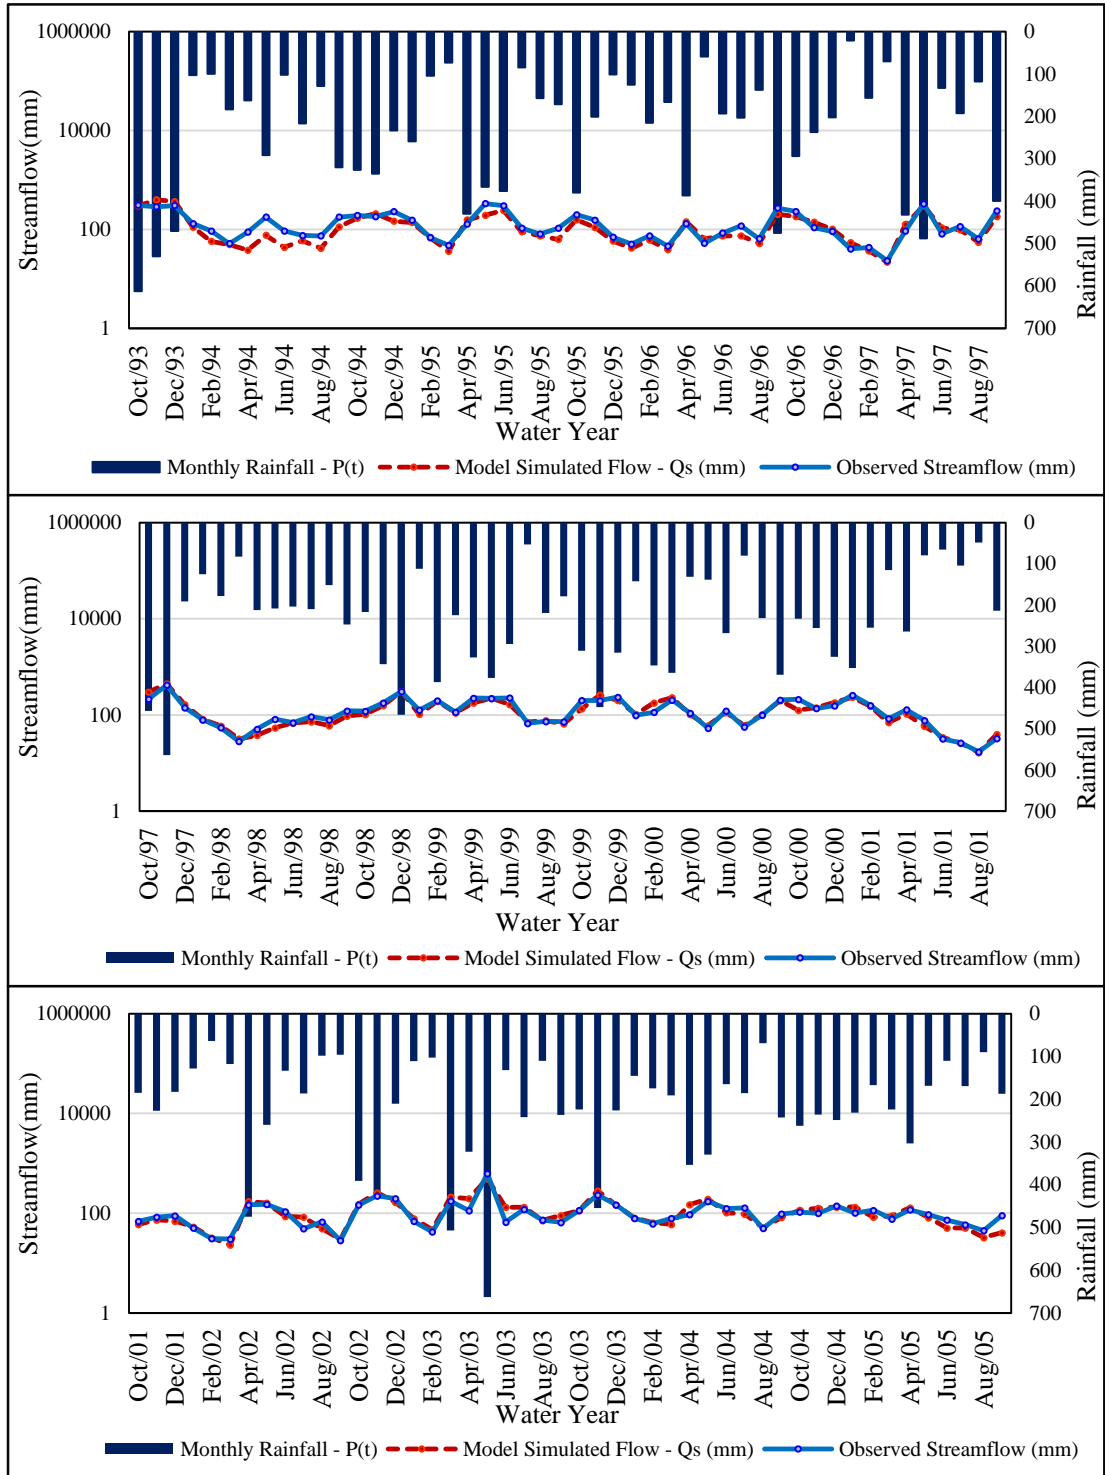 1000000
10000
100
1
Streamflow(mm)
0
100
200
300
400
500
600
700
Rainfall (mm)
Oct/93
Dec/93
Feb/94
Apr/94
Jun/94
Aug/94
Oct/94
Dec/94
Feb/95
Apr/95
Jun/95
Aug/95
Oct/95
Dec/95
Feb/96
Apr/96
Jun/96
Aug/96
Oct/96
Dec/96
Feb/97
Apr/97
Jun/97
Aug/97
Water Year
Monthly Rainfall - P(t) Model Simulated Flow - Qs (mm) Observed Streamflow (mm)
1000000
10000
100
1
Streamflow(mm)
0
100
200
300
400
500
600
700
Rainfall (mm)
Oct/97
Dec/97
Feb/98
Apr/98
Jun/98
Aug/98
Oct/98
Dec/98
Feb/99
Apr/99
Jun/99
Aug/99
Oct/99
Dec/99
Feb/00
Apr/00
Jun/00
Aug/00
Oct/00
Dec/00
Feb/01
Apr/01
Jun/01
Aug/01
Water Year
Monthly Rainfall - P(t) Model Simulated Flow - Qs (mm) Observed Streamflow (mm)
1000000
10000
100
1
Streamflow(mm)
0
100
200
300
400
500
600
700
Rainfall (mm)
Oct/01
Dec/01
Feb/02
Apr/02
Jun/02
Aug/02
Oct/02
Dec/02
Feb/03
Apr/03
Jun/03
Aug/03
Oct/03
Dec/03
Feb/04
Apr/04
Jun/04
Aug/04
Oct/04
Dec/04
Feb/05
Apr/05
Jun/05
Aug/05
Water Year
Monthly Rainfall - P(t) Model Simulated Flow - Qs (mm) Observed Streamflow (mm)